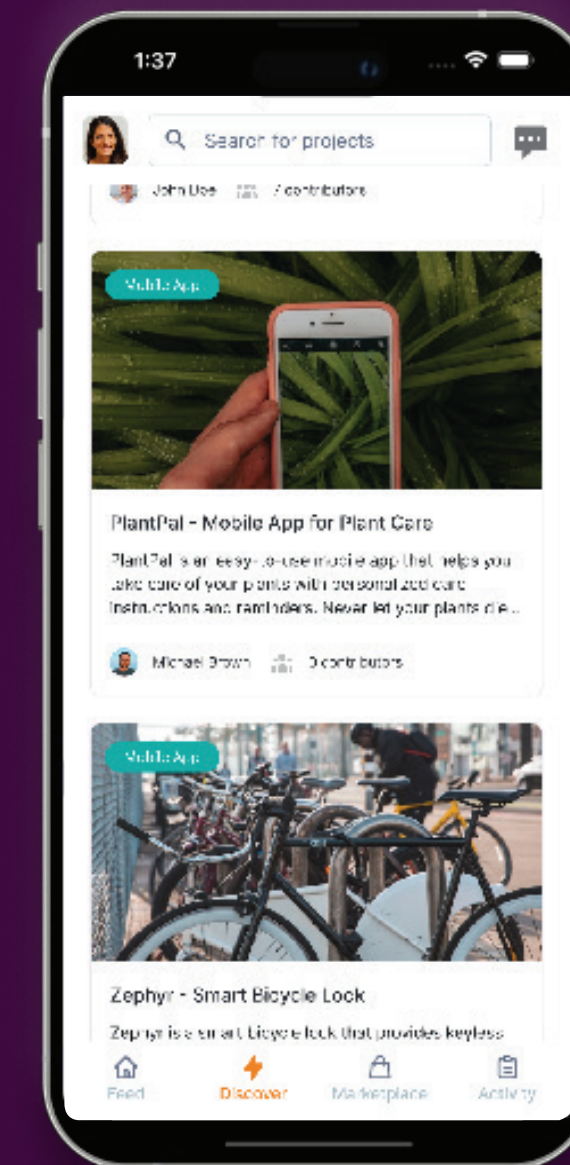 1:37
Search for projects
John Doe 7 contributors
Mobile App
PlantPal - Mobile App for Plant Care
PlantPal is an easy-to-use mobile app that helps you
take care of your plants with personalized care
instructions and reminders. Never let your plants die...
Michael Brown contributors
Mobile App
Zephyr - Smart Bicycle Lock
Zephyr is a smart bicycle lock that provides keyless
Feed Discover Marketplace Activity